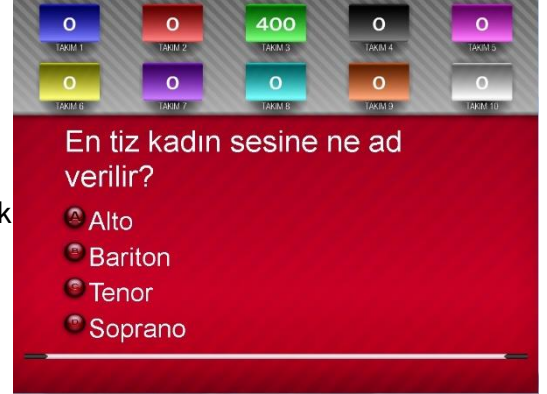 0 0 400 0 0
TAKIM 1 TAKIM 2 TAKIM 3 TAKIM 4 TAKIM 5
0 0 0 0 0
TAKIM 6 TAKIM 7 TAKIM 8 TAKIM 9 TAKIM 10
En tiz kadın sesine ne ad
verilir?
k
A Alto
B Bariton
C Tenor
D Soprano